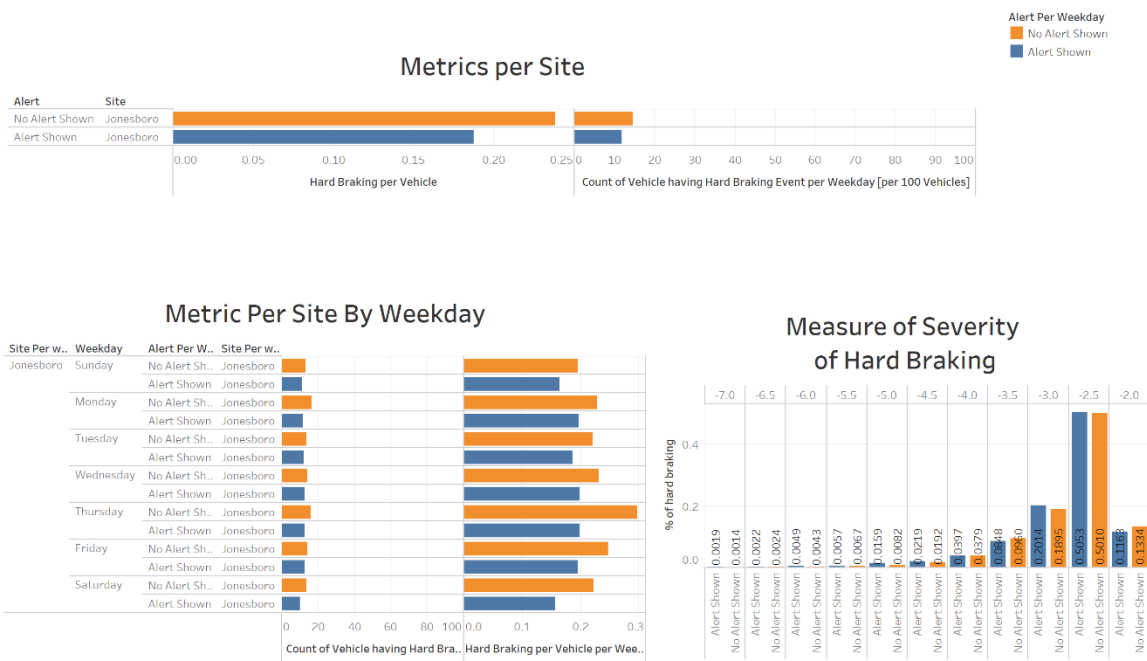 Alert Per Weekday
No Alert Shown
Alert Shown
Metrics per Site
Alert Site
No Alert Shown Jonesboro
Alert Shown Jonesboro
0.00 0.05 0.10 0.15 0.20 0.25 0 10 20 30 40 50 60 70 80 90 100
Hard Braking per Vehicle Count of Vehicle having Hard Braking Event per Weekday [per 100 Vehicles]
Metric Per Site By Weekday
Site Per w.. Weekday Alert Per W.. Site Per w..
Jonesboro Sunday No Alert Sh.. Jonesboro
Alert Shown Jonesboro
Monday No Alert Sh.. Jonesboro
Alert Shown Jonesboro
Tuesday No Alert Sh.. Jonesboro
Alert Shown Jonesboro
Wednesday No Alert Sh.. Jonesboro
Alert Shown Jonesboro
Thursday No Alert Sh.. Jonesboro
Alert Shown Jonesboro
Friday No Alert Sh.. Jonesboro
Alert Shown Jonesboro
Saturday No Alert Sh.. Jonesboro
Alert Shown Jonesboro
0 20 40 60 80 100 0.0 0.1 0.2 0.3
Count of Vehicle having Hard Bra.. Hard Braking per Vehicle per Wee..
Measure of Severity
of Hard Braking
-7.0 -6.5 -6.0 -5.5 -5.0 -4.5 -4.0 -3.5 -3.0 -2.5 -2.0
% of hard braking
0.4
0.2
0.0
0.0019 0.0014 0.0022 0.0024 0.0049 0.0043 0.0057 0.0067 0.0159 0.0082 0.0219 0.0192 0.0397 0.0379 0.0848 0.0960 0.2014 0.1895 0.5053 0.5010 0.1163 0.1334
Alert Shown No Alert Shown Alert Shown No Alert Shown Alert Shown No Alert Shown Alert Shown No Alert Shown Alert Shown No Alert Shown Alert Shown No Alert Shown Alert Shown No Alert Shown Alert Shown No Alert Shown Alert Shown No Alert Shown Alert Shown No Alert Shown Alert Shown No Alert Shown